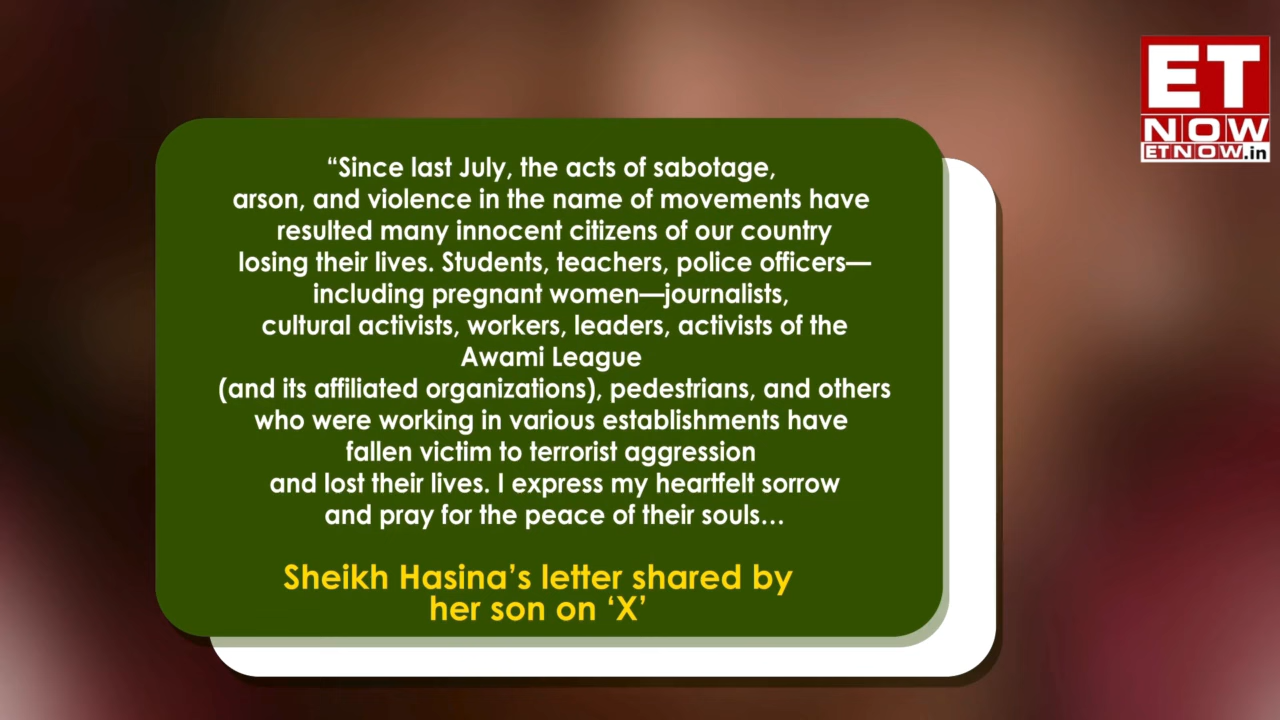 ET
NOW
ETNOW.in
“Since last July, the acts of sabotage,
arson, and violence in the name of movements have
resulted many innocent citizens of our country
losing their lives. Students, teachers, police officers—
including pregnant women—journalists,
cultural activists, workers, leaders, activists of the
Awami League
(and its affiliated organizations), pedestrians, and others
who were working in various establishments have
fallen victim to terrorist aggression
and lost their lives. I express my heartfelt sorrow
and pray for the peace of their souls…
Sheikh Hasina’s letter shared by
her son on ‘X’